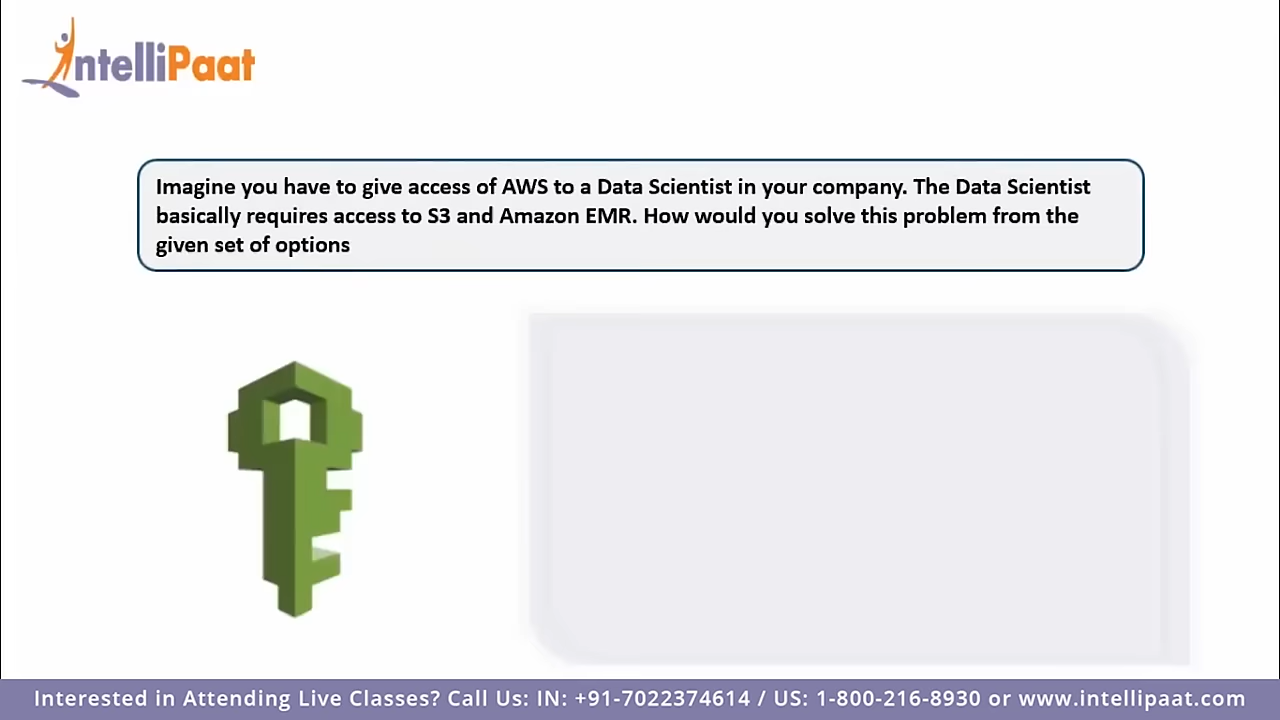 IntelliPaat
Imagine you have to give access of AWS to a Data Scientist in your company. The Data Scientist
basically requires access to S3 and Amazon EMR. How would you solve this problem from the
given set of options
Interested in Attending Live Classes? Call Us: IN: +91-7022374614 / US: 1-800-216-8930 or www.intellipaat.com